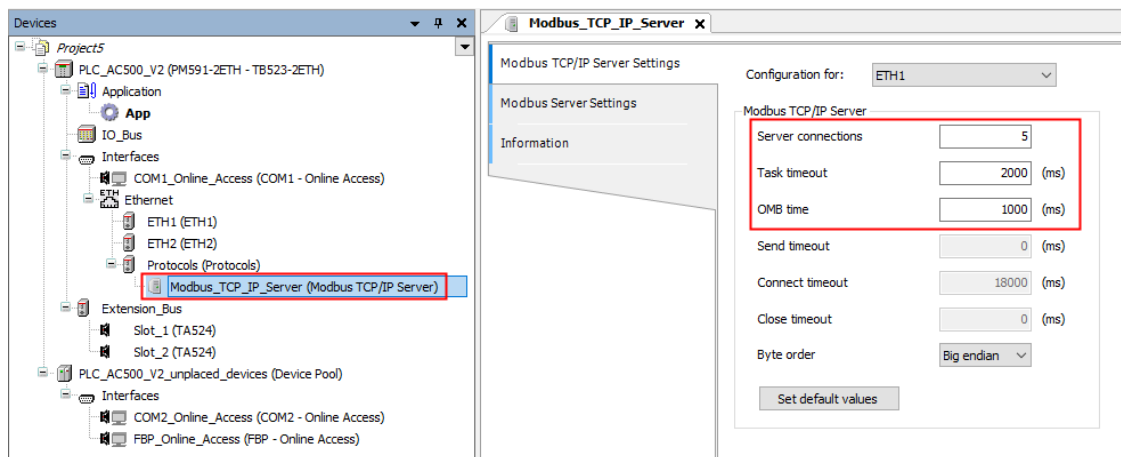 Devices
Project5
PLC_AC500_V2 (PM591-2ETH - TB523-2ETH)
Application
App
IO_Bus
Interfaces
COM1_Online_Access (COM1 - Online Access)
ETH
Ethernet
ETH1 (ETH1)
ETH2 (ETH2)
Protocols (Protocols)
Modbus_TCP_IP_Server (Modbus TCP/IP Server)
Extension_Bus
Slot_1 (TA524)
Slot_2 (TA524)
PLC_AC500_V2_unplaced_devices (Device Pool)
Interfaces
COM2_Online_Access (COM2 - Online Access)
FBP_Online_Access (FBP - Online Access)
Modbus_TCP_IP_Server
Modbus TCP/IP Server Settings
Modbus Server Settings
Information
Configuration for: ETH1
Modbus TCP/IP Server
Server connections 5
Task timeout 2000 (ms)
OMB time 1000 (ms)
Send timeout 0 (ms)
Connect timeout 18000 (ms)
Close timeout 0 (ms)
Byte order Big endian
Set default values